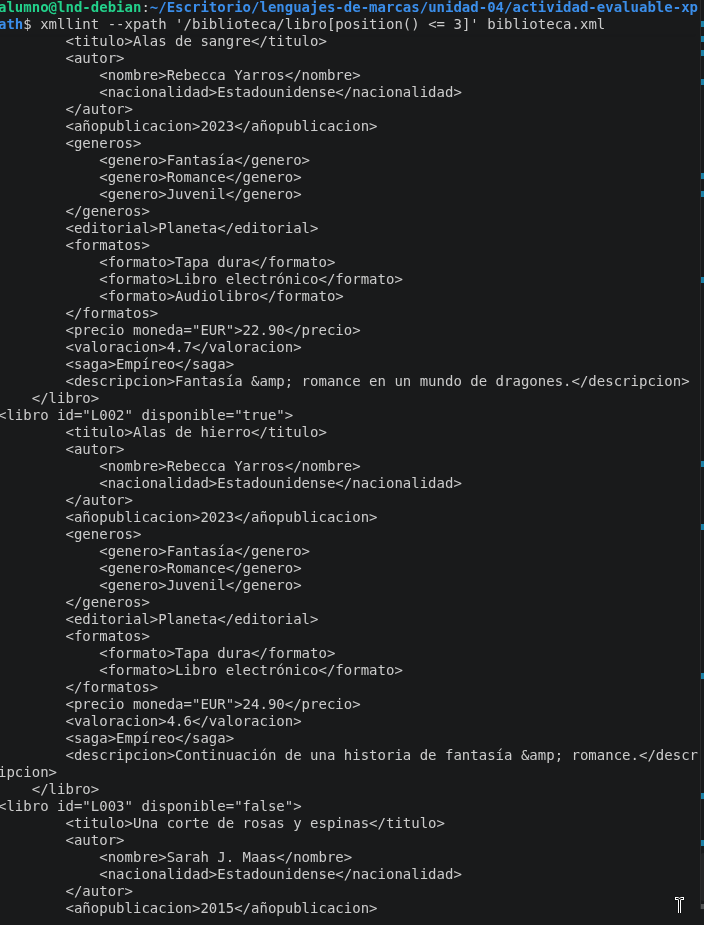 alumno@lnd-debian:~/Escritorio/lenguajes-de-marcas/unidad-04/actividad-evaluable-xp
ath$ xmllint --xpath '/biblioteca/libro[position() <= 3]' biblioteca.xml
        <titulo>Alas de sangre</titulo>
        <autor>
            <nombre>Rebecca Yarros</nombre>
            <nacionalidad>Estadounidense</nacionalidad>
        </autor>
        <añopublicacion>2023</añopublicacion>
        <generos>
            <genero>Fantasía</genero>
            <genero>Romance</genero>
            <genero>Juvenil</genero>
        </generos>
        <editorial>Planeta</editorial>
        <formatos>
            <formato>Tapa dura</formato>
            <formato>Libro electrónico</formato>
            <formato>Audiolibro</formato>
        </formatos>
        <precio moneda="EUR">22.90</precio>
        <valoracion>4.7</valoracion>
        <saga>Empíreo</saga>
        <descripcion>Fantasía &amp; romance en un mundo de dragones.</descripcion>
    </libro>
<libro id="L002" disponible="true">
        <titulo>Alas de hierro</titulo>
        <autor>
            <nombre>Rebecca Yarros</nombre>
            <nacionalidad>Estadounidense</nacionalidad>
        </autor>
        <añopublicacion>2023</añopublicacion>
        <generos>
            <genero>Fantasía</genero>
            <genero>Romance</genero>
            <genero>Juvenil</genero>
        </generos>
        <editorial>Planeta</editorial>
        <formatos>
            <formato>Tapa dura</formato>
            <formato>Libro electrónico</formato>
        </formatos>
        <precio moneda="EUR">24.90</precio>
        <valoracion>4.6</valoracion>
        <saga>Empíreo</saga>
        <descripcion>Continuación de una historia de fantasía &amp; romance.</descr
ipcion>
    </libro>
<libro id="L003" disponible="false">
        <titulo>Una corte de rosas y espinas</titulo>
        <autor>
            <nombre>Sarah J. Maas</nombre>
            <nacionalidad>Estadounidense</nacionalidad>
        </autor>
        <añopublicacion>2015</añopublicacion>